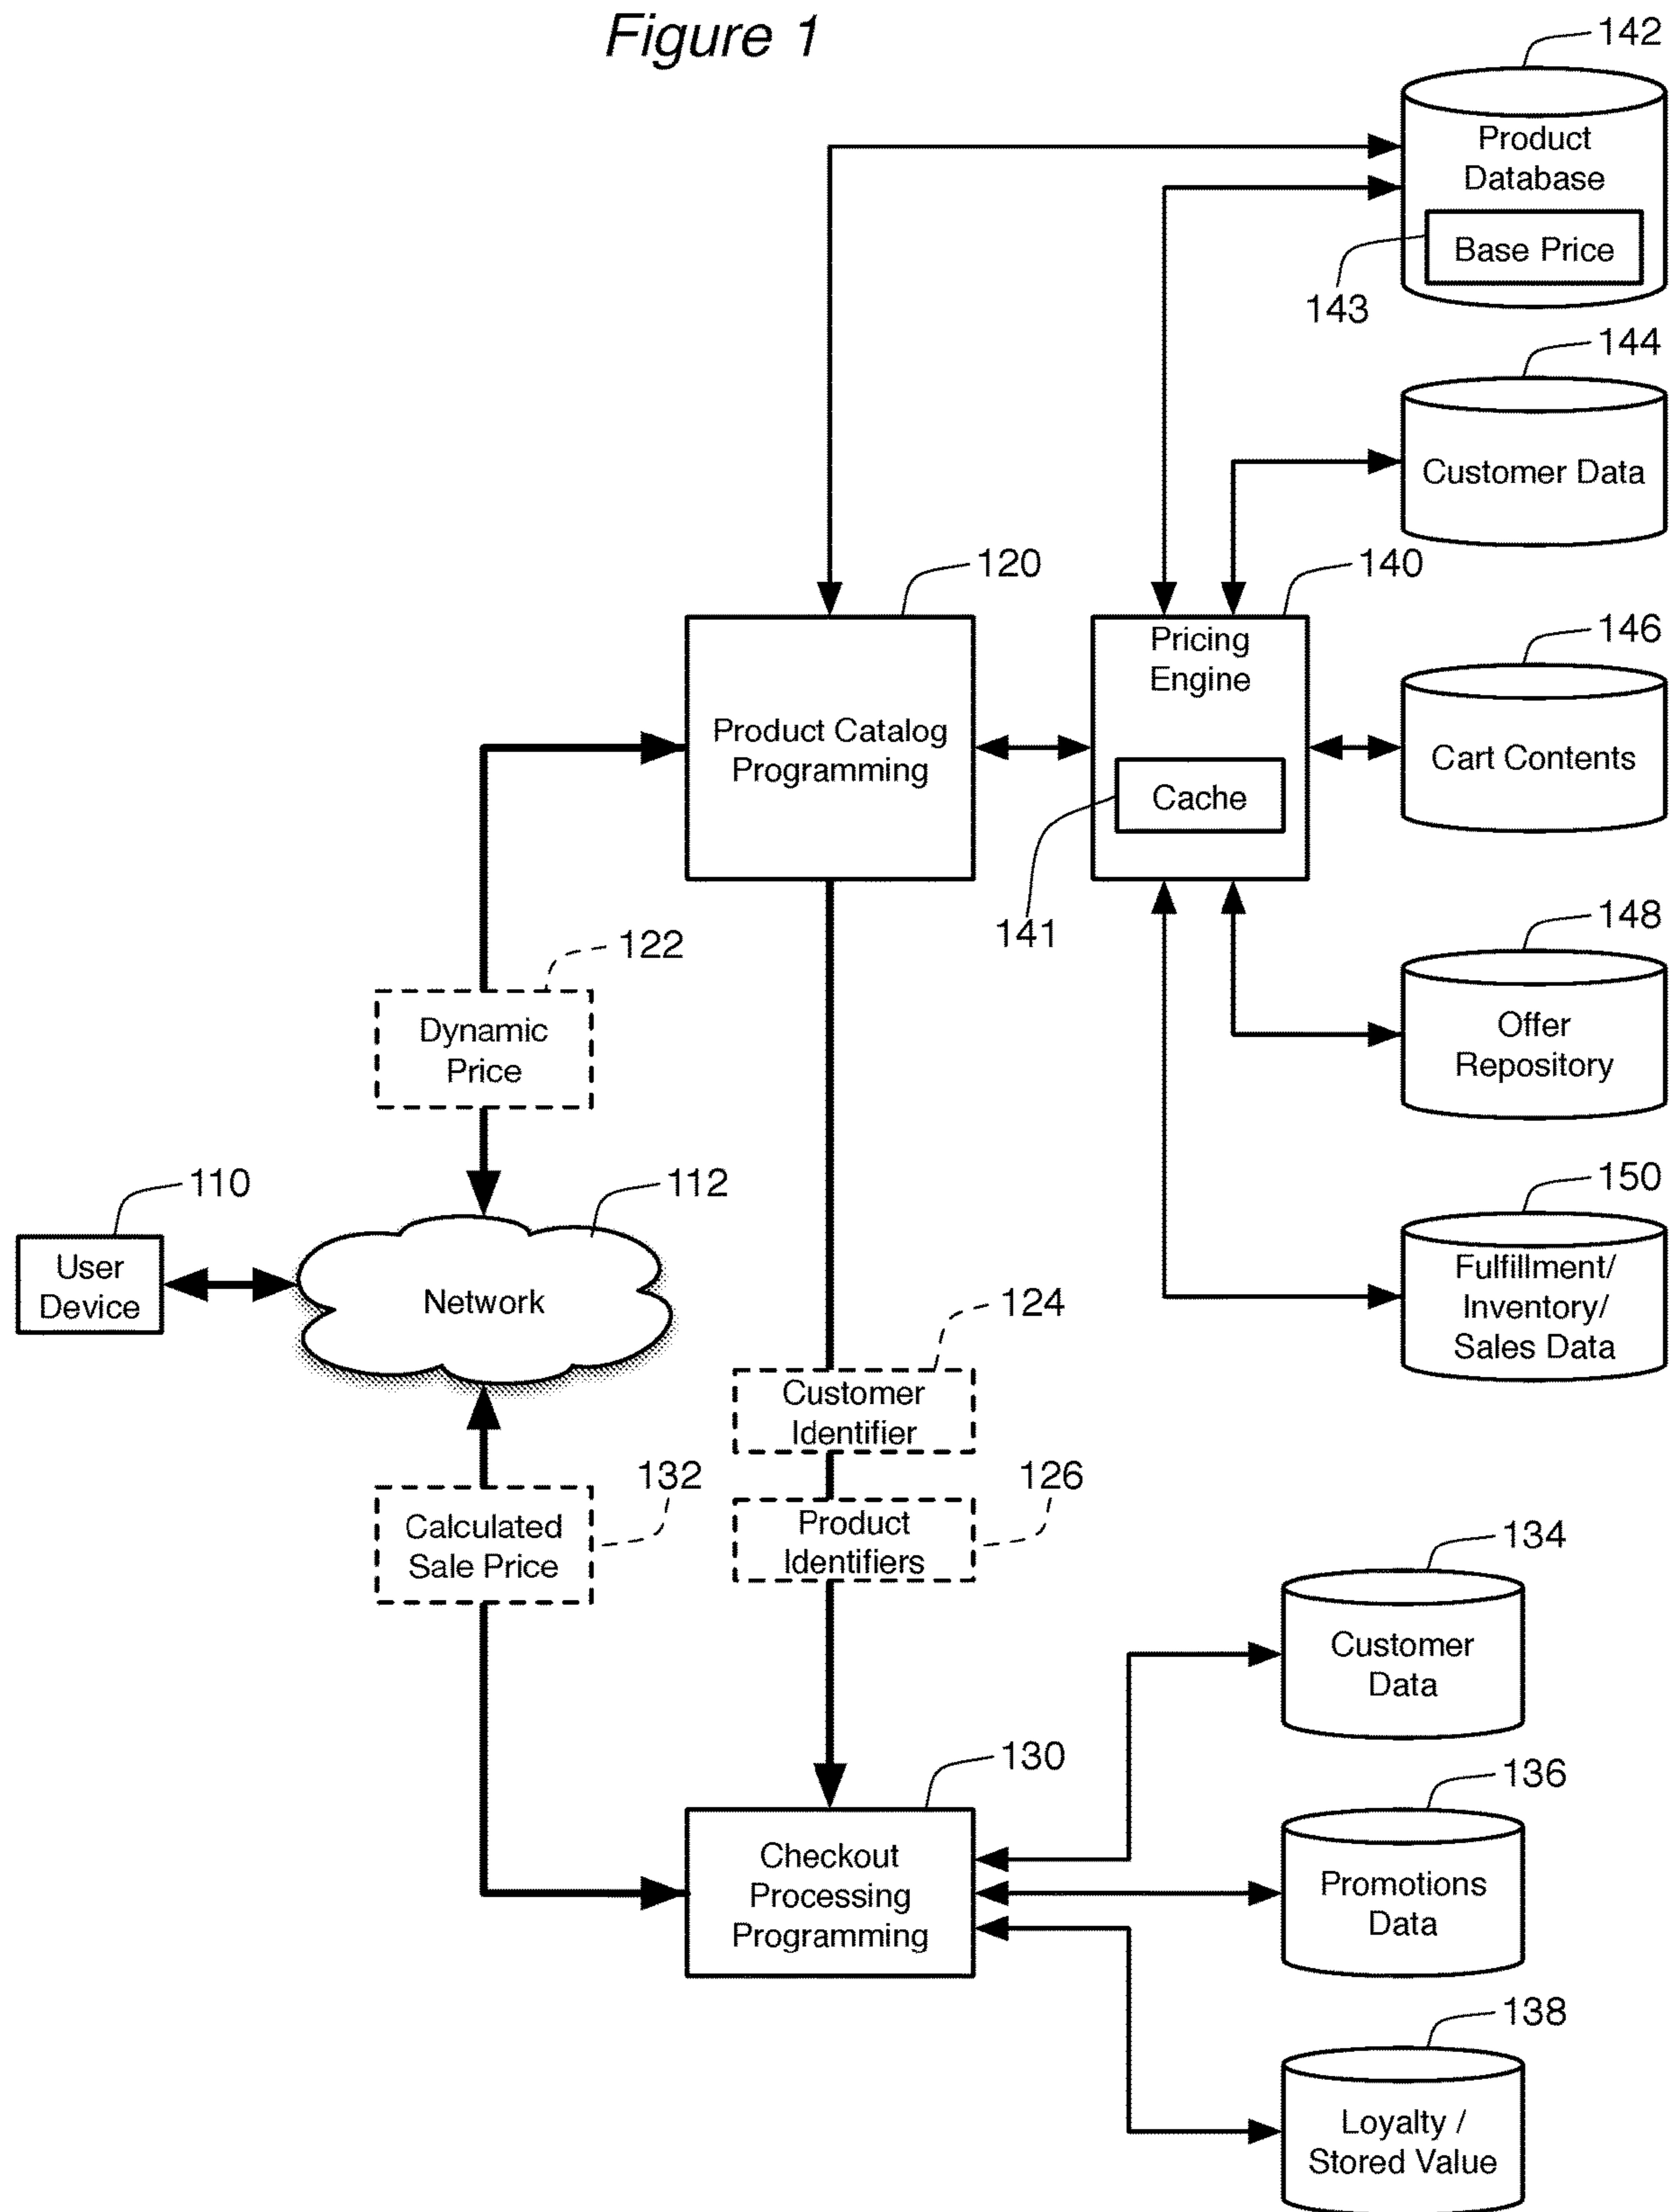 Figure 1
142
Product
Database
Base Price
143
144
Customer Data
120
140
146
Pricing
Engine
Product Catalog
Programming
Cache
Cart Contents
141
122
148
Dynamic
Price
Offer
Repository
110
112
150
User
Device
Network
Fulfillment/
Inventory/
Sales Data
124
Customer
Identifier
132
126
Calculated
Sale Price
Product
Identifiers
134
Customer
Data
130
136
Checkout
Processing
Programming
Promotions
Data
138
Loyalty /
Stored Value